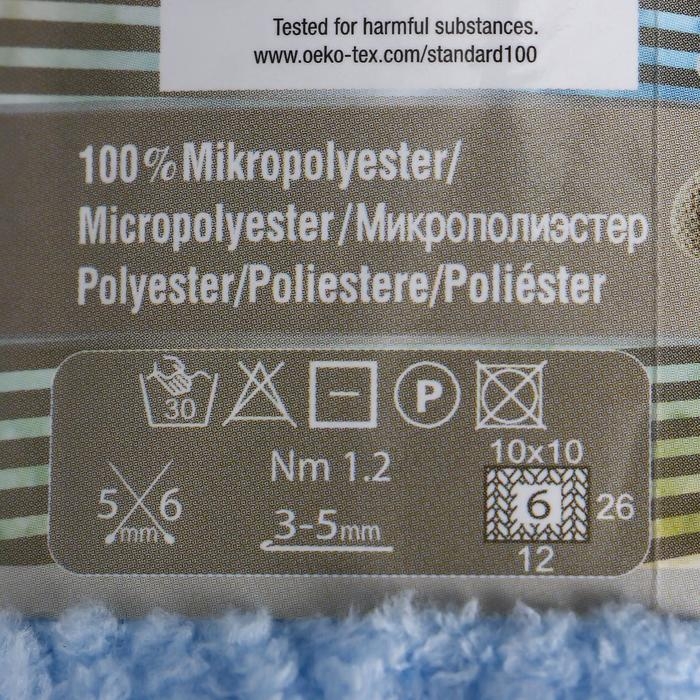 Tested for harmful substances.
www.oeko-tex.com/standard100
100% Mikropolyester/
Micropolyester/Микрополиэстер
Polyester/Poliestere/Poliéster
30 P
Nm 1.2
10x10
5 6
mm
3-5mm
6 26
12